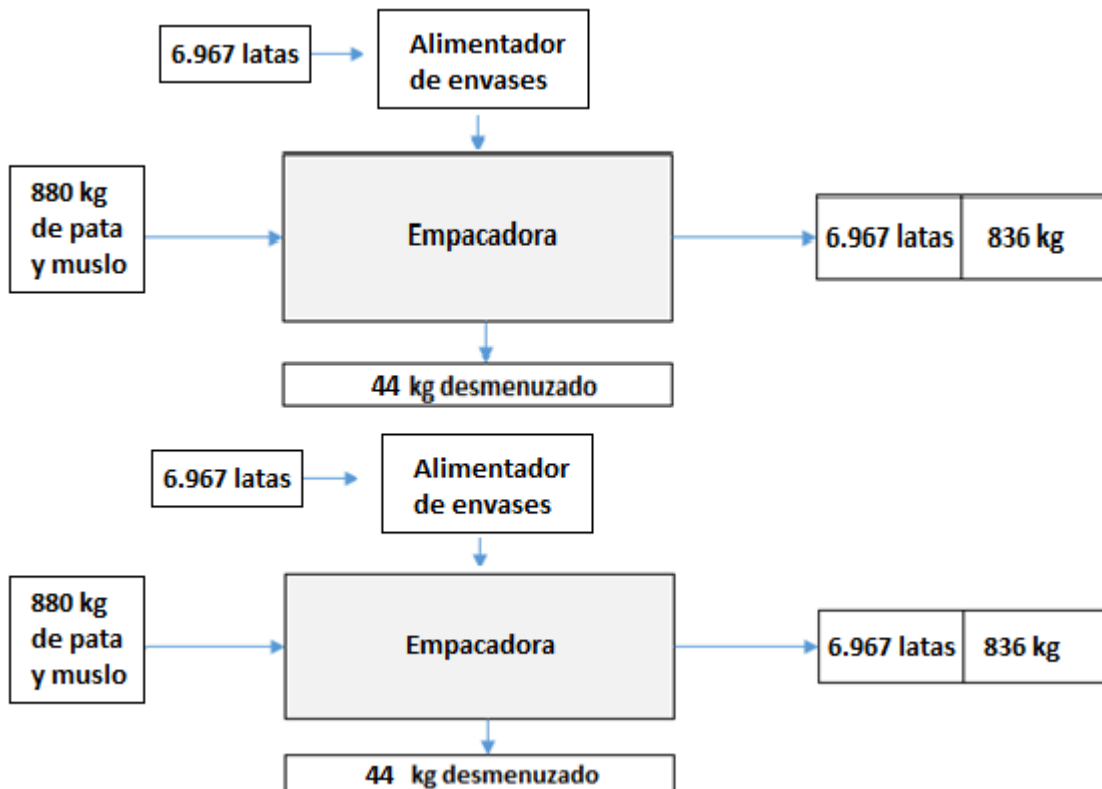 6.967 latas
Alimentador
de envases
880 kg
de pata
y muslo
Empacadora
6.967 latas
836 kg
44 kg desmenuzado
6.967 latas
Alimentador
de envases
880 kg
de pata
y muslo
Empacadora
6.967 latas
836 kg
44 kg desmenuzado